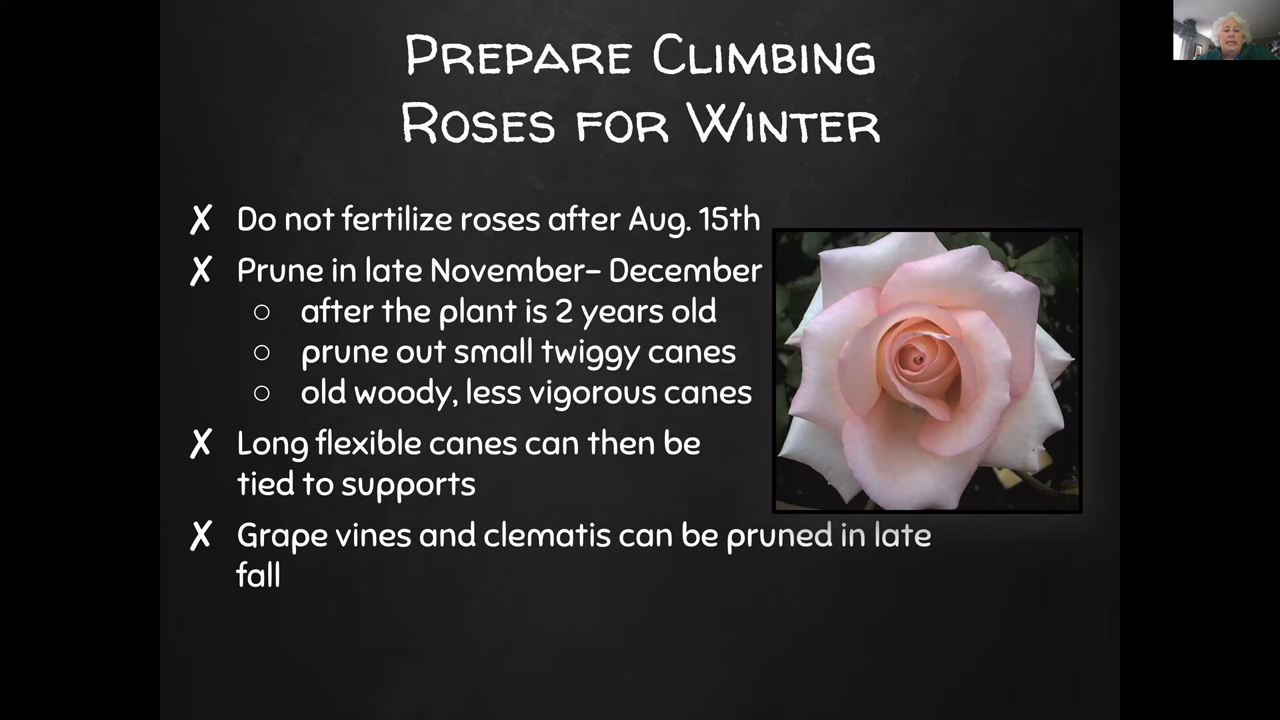 Prepare Climbing
Roses for Winter
✗ Do not fertilize roses after Aug. 15th
✗ Prune in late November– December
○ after the plant is 2 years old
○ prune out small twiggy canes
○ old woody, less vigorous canes
✗ Long flexible canes can then be
tied to supports
✗ Grape vines and clematis can be pruned in late
fall